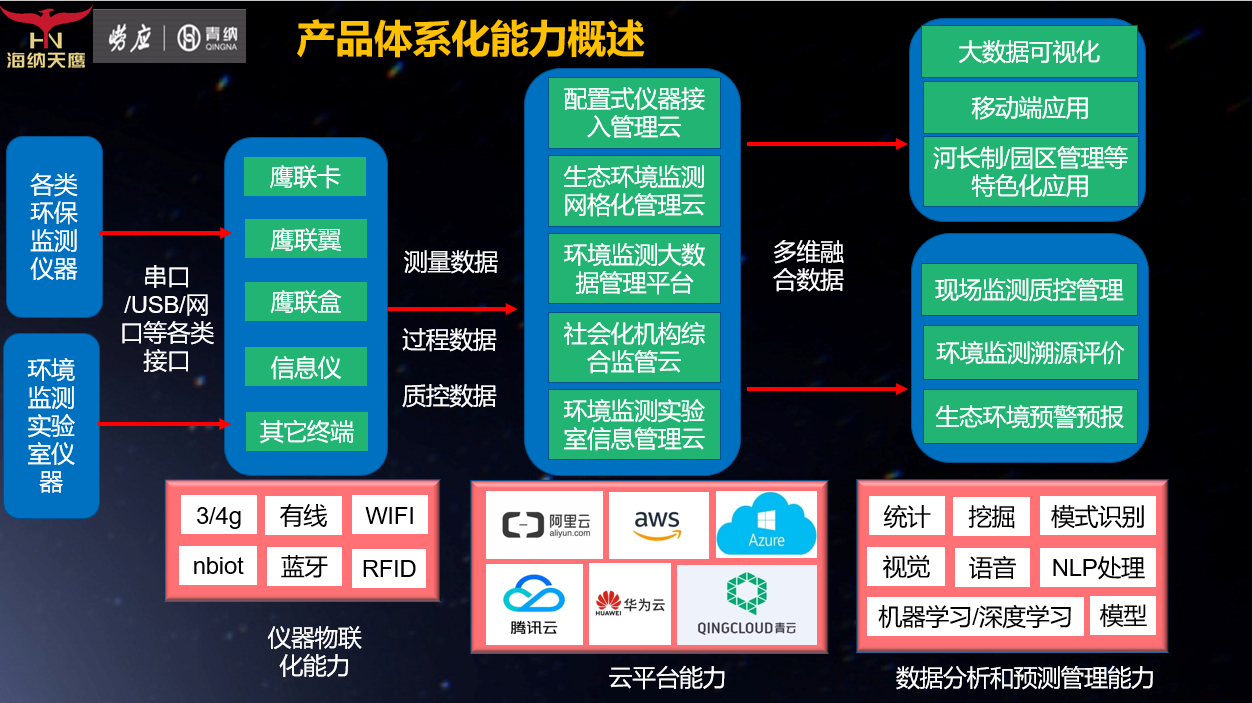 产品体系化能力概述
HN
海纳天鹰
崂应
青纳
QINGNA
各类
环保
监测
仪器
环境
监测
实验
室仪
器
串口
/USB/网
口等各类
接口
鹰联卡
鹰联翼
鹰联盒
信息仪
其它终端
测量数据
过程数据
质控数据
配置式仪器接
入管理云
生态环境监测
网格化管理云
环境监测大数
据管理平台
社会化机构综
合监管云
环境监测实验
室信息管理云
多维融
合数据
大数据可视化
移动端应用
河长制/园区管理等
特色化应用
现场监测质控管理
环境监测溯源评价
生态环境预警预报
3/4g
有线
WIFI
nbiot
蓝牙
RFID
仪器物联
化能力
阿里云
aliyun.com
aws
Azure
腾讯云
HUAWEI
华为云
QINGCLOUD青云
云平台能力
统计
挖掘
模式识别
视觉
语音
NLP处理
机器学习/深度学习
模型
数据分析和预测管理能力